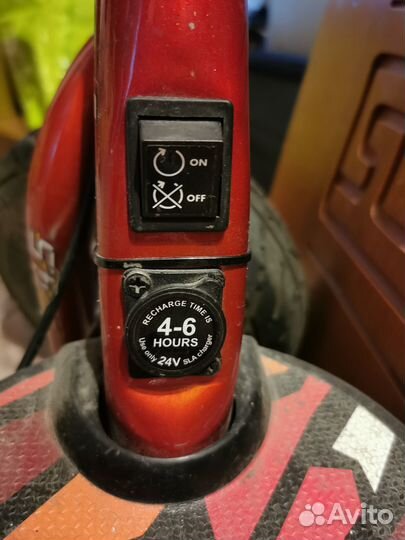 ON
OFF
RECHARGE TIME IS
4-6
HOURS
Use only 24V SLA charger
Avito